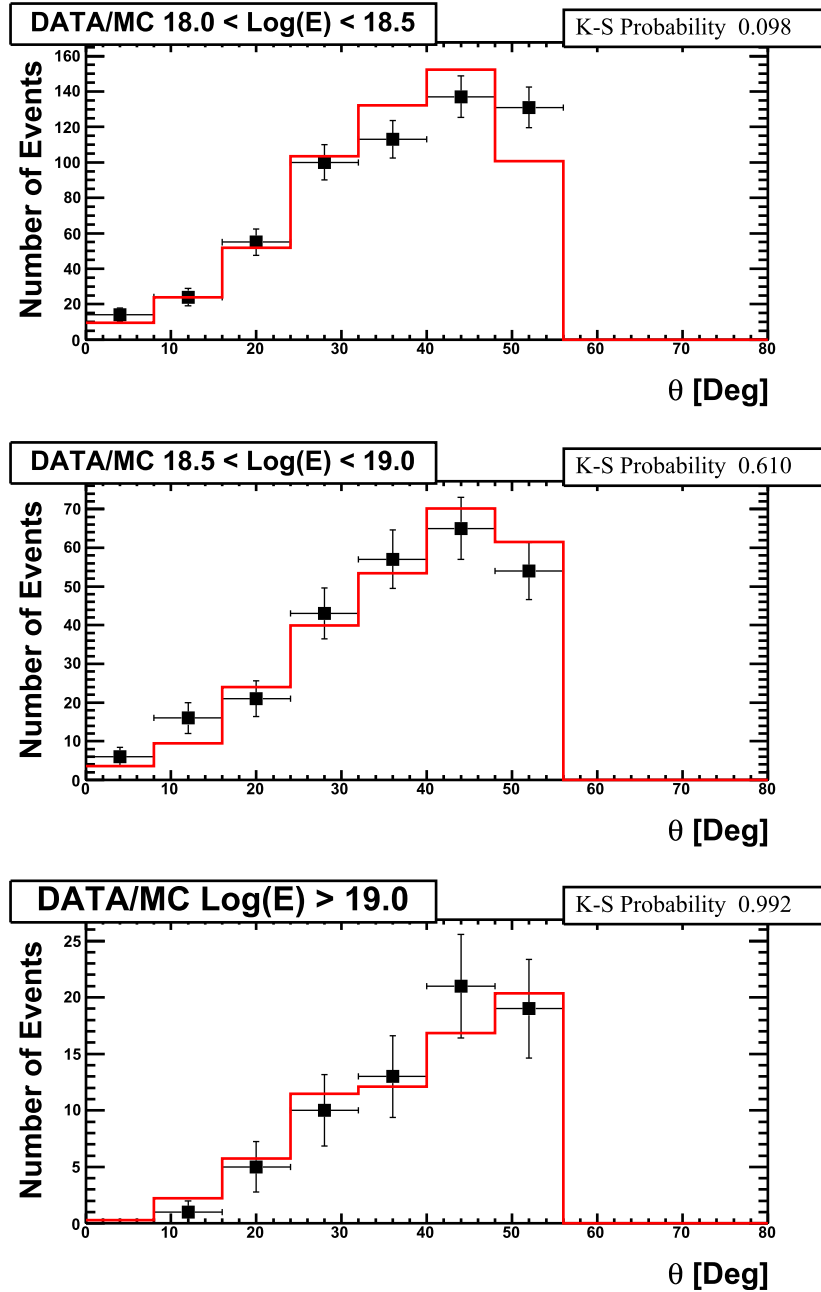 DATA/MC 18.0 < Log(E) < 18.5
K-S Probability 0.098
Number of Events
160
140
120
100
80
60
40
20
0
0 10 20 30 40 50 60 70 80
θ [Deg]
DATA/MC 18.5 < Log(E) < 19.0
K-S Probability 0.610
Number of Events
70
60
50
40
30
20
10
0
0 10 20 30 40 50 60 70 80
θ [Deg]
DATA/MC Log(E) > 19.0
K-S Probability 0.992
Number of Events
25
20
15
10
5
0
0 10 20 30 40 50 60 70 80
θ [Deg]